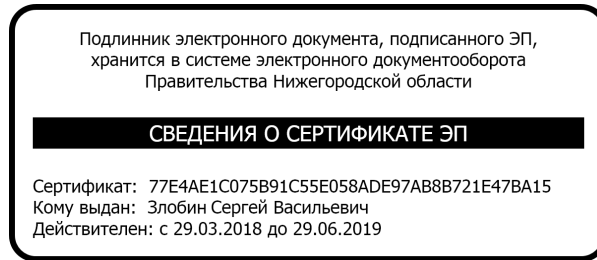 Подлинник электронного документа, подписанного ЭП,
хранится в системе электронного документооборота
Правительства Нижегородской области
СВЕДЕНИЯ О СЕРТИФИКАТЕ ЭП
Сертификат: 77E4AE1C075B91C55E058ADE97AB8B721E47BA15
Кому выдан: Злобин Сергей Васильевич
Действителен: с 29.03.2018 до 29.06.2019